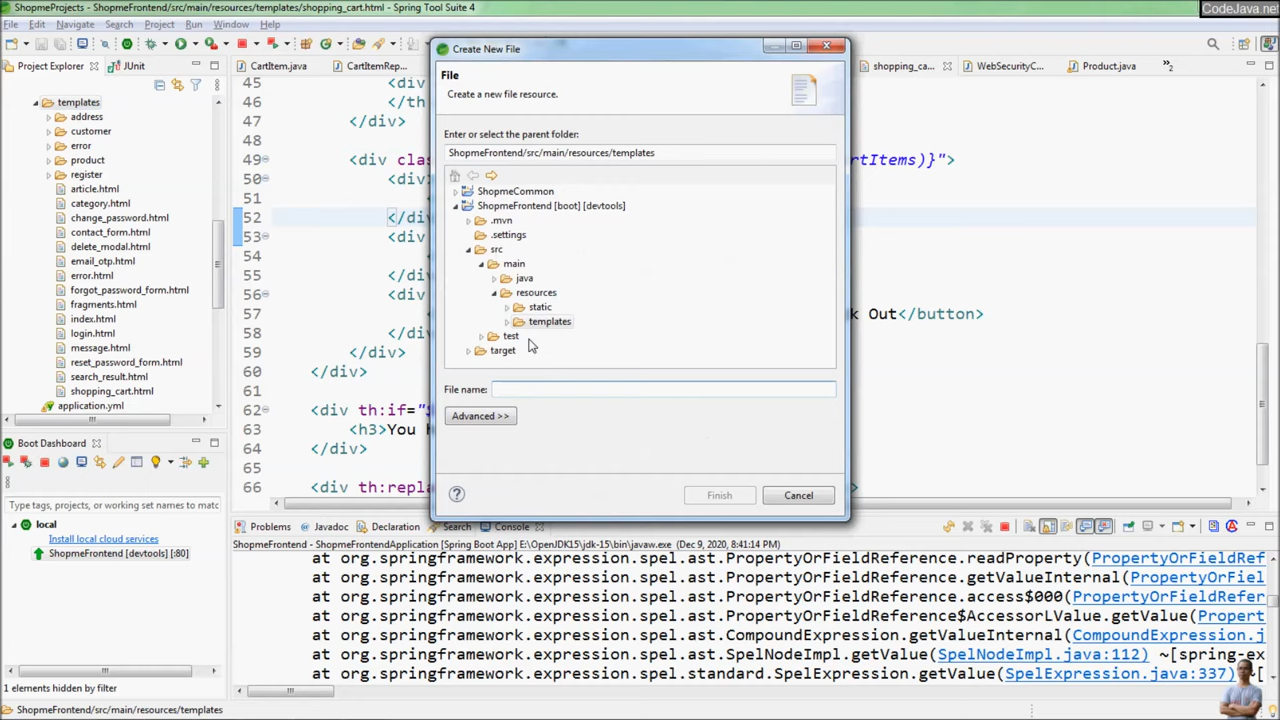 ShopmeProjects - ShopmeFrontend/src/main/resources/templates/shopping_cart.html - Spring Tool Suite 4
CodeJava.net
File Edit Navigate Search Project Run Window Help
Project Explorer
JUnit
templates
address
customer
error
product
register
article.html
category.html
change_password.html
contact_form.html
delete_modal.html
email_otp.html
error.html
forgot_password_form.html
fragments.html
index.html
login.html
message.html
reset_password_form.html
search_result.html
shopping_cart.html
application.yml
Boot Dashboard
Type tags, projects, or working set names to matc
local
Install local cloud services
ShopmeFrontend [devtools] [:80]
1 elements hidden by filter
ShopmeFrontend/src/main/resources/templates
CartItem.java
CartItemRep...
shopping_ca...
WebSecurityC...
Product.java
45 <div
46 </th
47 </div>
48
49 <div clas
artItems)}">
50 <div
51
52 </div
53 <div
54
55 </div
56 <div
57
k Out</button>
58 </div
59 </div>
60 </div>
61
62 <div th:if="$
63 <h3>You h
64 </div>
65
66 <div th:repla
>
Create New File
File
Create a new file resource.
Enter or select the parent folder:
ShopmeFrontend/src/main/resources/templates
ShopmeCommon
ShopmeFrontend [boot] [devtools]
.mvn
.settings
src
main
java
resources
static
templates
test
target
File name:
Advanced >>
Finish
Cancel
Problems
Javadoc
Declaration
Search
Console
ShopmeFrontend - ShopmeFrontendApplication [Spring Boot App] E:\OpenJDK15\jdk-15\bin\javaw.exe (Dec 9, 2020, 8:41:14 PM)
at org.springframework.expression.spel.ast.PropertyOrFieldReference.readProperty(PropertyOrFieldRef
at org.springframework.expression.spel.ast.PropertyOrFieldReference.getValueInternal(PropertyOrFiel
at org.springframework.expression.spel.ast.PropertyOrFieldReference.access$000(PropertyOrFieldRefer
at org.springframework.expression.spel.ast.PropertyOrFieldReference$AccessorLValue.getValue(Propert
at org.springframework.expression.spel.ast.CompoundExpression.getValueInternal(CompoundExpression.j
at org.springframework.expression.spel.ast.SpelNodeImpl.getValue(SpelNodeImpl.java:112) ~[spring-ex
at org.springframework.expression.spel.standard.SpelExpression.getValue(SpelExpression.java:337) ~[